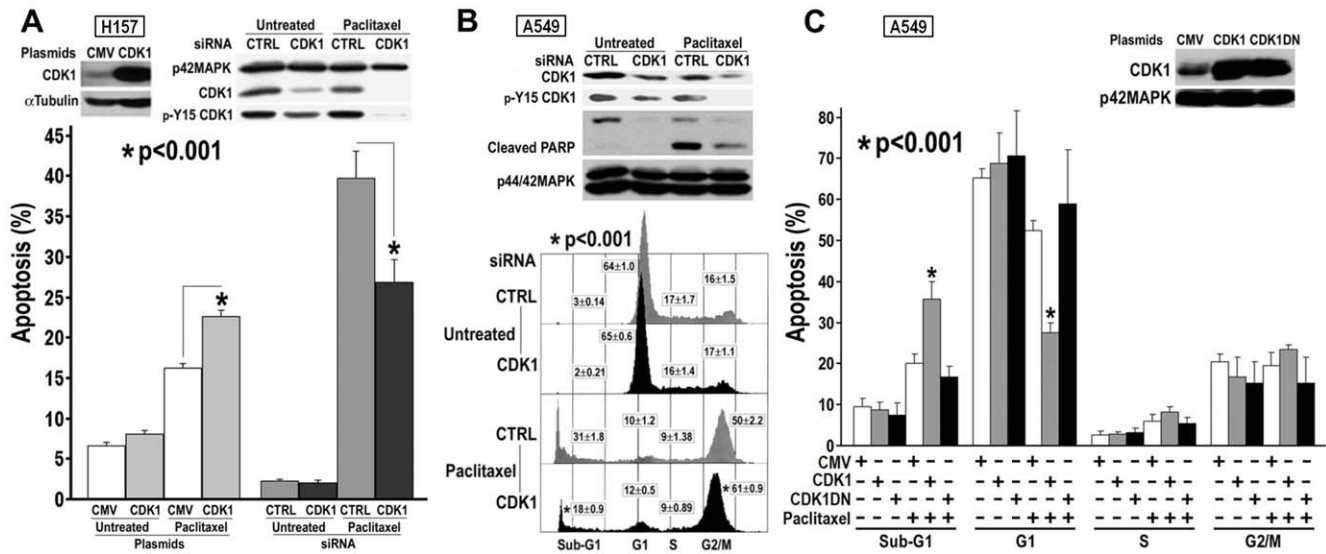 A
H157
Plasmids CMV CDK1
CDK1
αTubulin
Untreated Paclitaxel
siRNA CTRL CDK1 CTRL CDK1
p42MAPK
CDK1
p-Y15 CDK1
* p<0.001
Apoptosis (%)
45
40
35
30
25
20
15
10
5
0
*
*
CMV CDK1 CMV CDK1 CTRL CDK1 CTRL CDK1
Untreated Paclitaxel Untreated Paclitaxel
Plasmids siRNA
B
A549
Untreated Paclitaxel
siRNA CTRL CDK1 CTRL CDK1
CDK1
p-Y15 CDK1
Cleaved PARP
p44/42MAPK
* p<0.001
siRNA
CTRL
3±0.14 64±1.0 17±1.7 16±1.5
Untreated
CDK1
2±0.21 65±0.6 16±1.4 17±1.1
CTRL
31±1.8 10±1.2 9±1.38 50±2.2
Paclitaxel
CDK1
* 18±0.9 12±0.5 9±0.89 * 61±0.9
Sub-G1 G1 S G2/M
C
A549
Plasmids CMV CDK1 CDK1DN
CDK1
p42MAPK
* p<0.001
Apoptosis (%)
80
70
60
50
40
30
20
10
0
*
*
CMV + - - + - - + - - + - - + - - + - - + - - + - -
CDK1 - + - - + - - + - - + - - + - - + - - + - - + -
CDK1DN - - + - - + - - + - - + - - + - - + - - + - - +
Paclitaxel - - - + + + - - - + + + - - - + + + - - - + + +
Sub-G1 G1 S G2/M